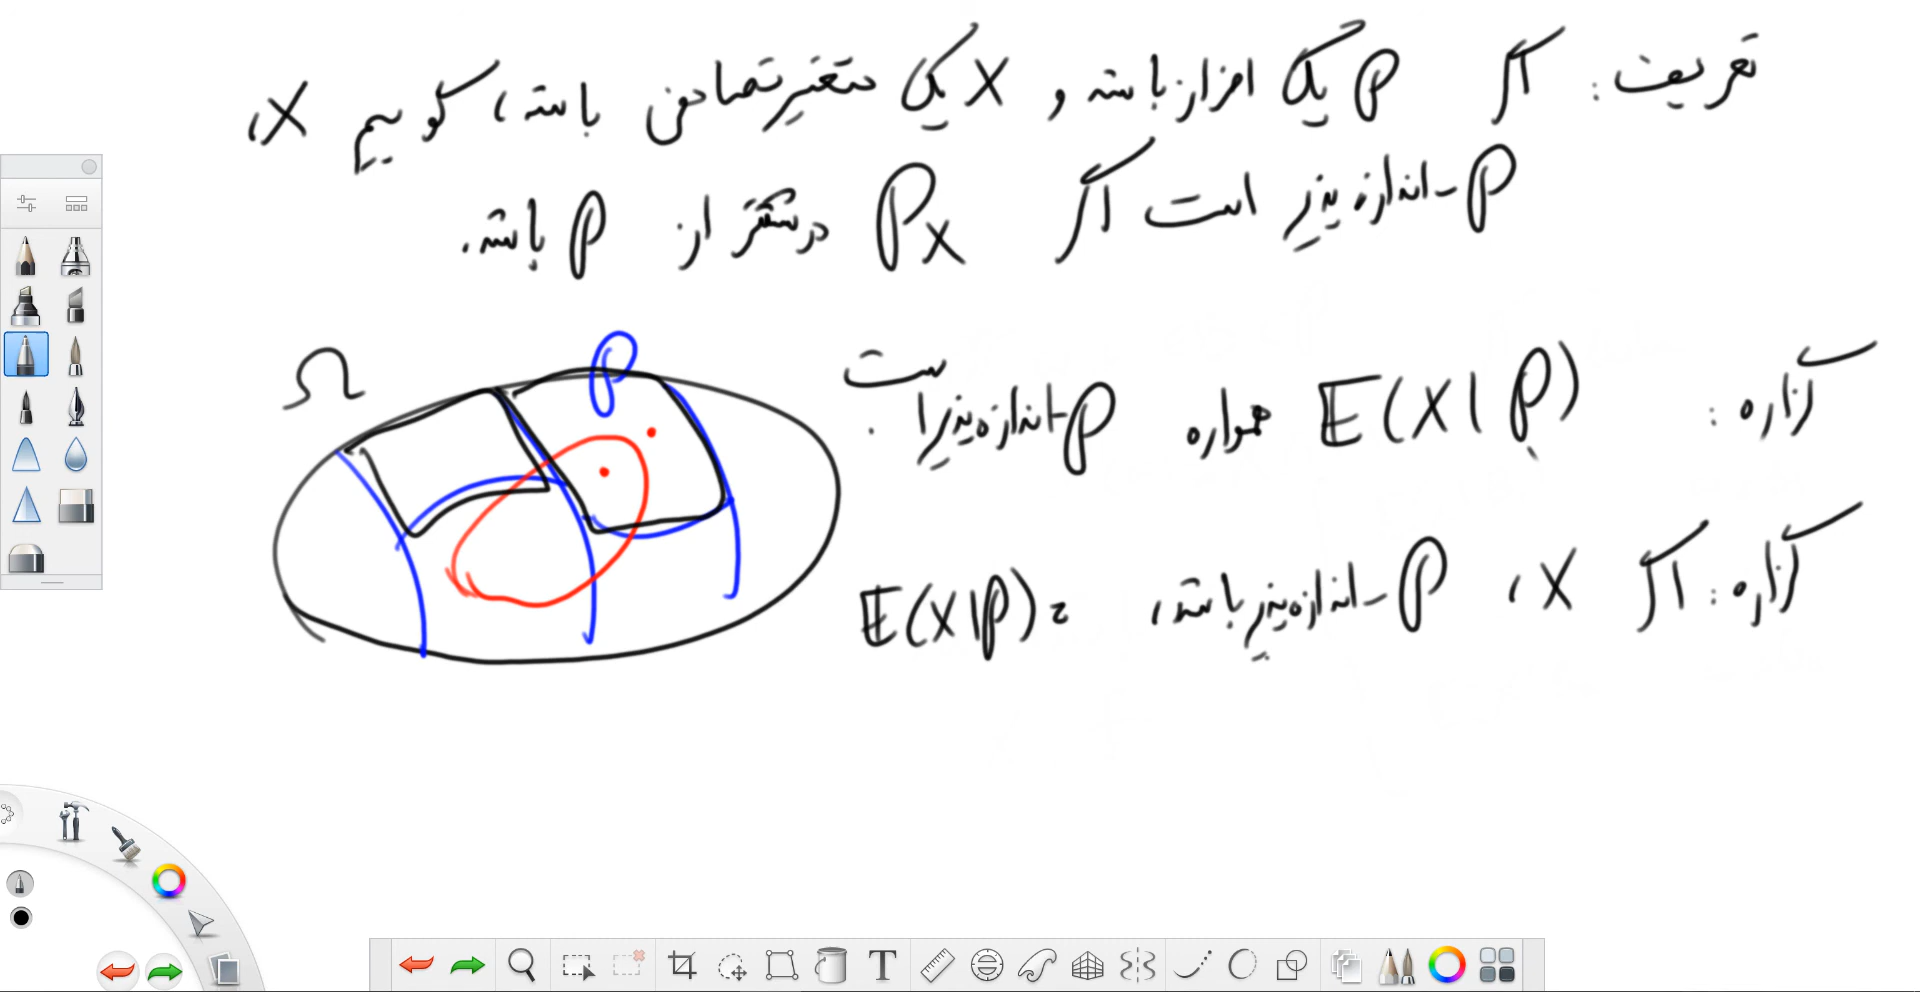 تعریف: اگر P یک افراز باشد و X یک متغیر تصادفی باشد، گوییم X،
P-اندازه‌پذیر است اگر P_X درشت‌تر از P باشد.
Ω
P
گزاره: E(X|P) همواره P-اندازه‌پذیر است.
گزاره: اگر X، P-اندازه‌پذیر باشد، E(X|P)=
T